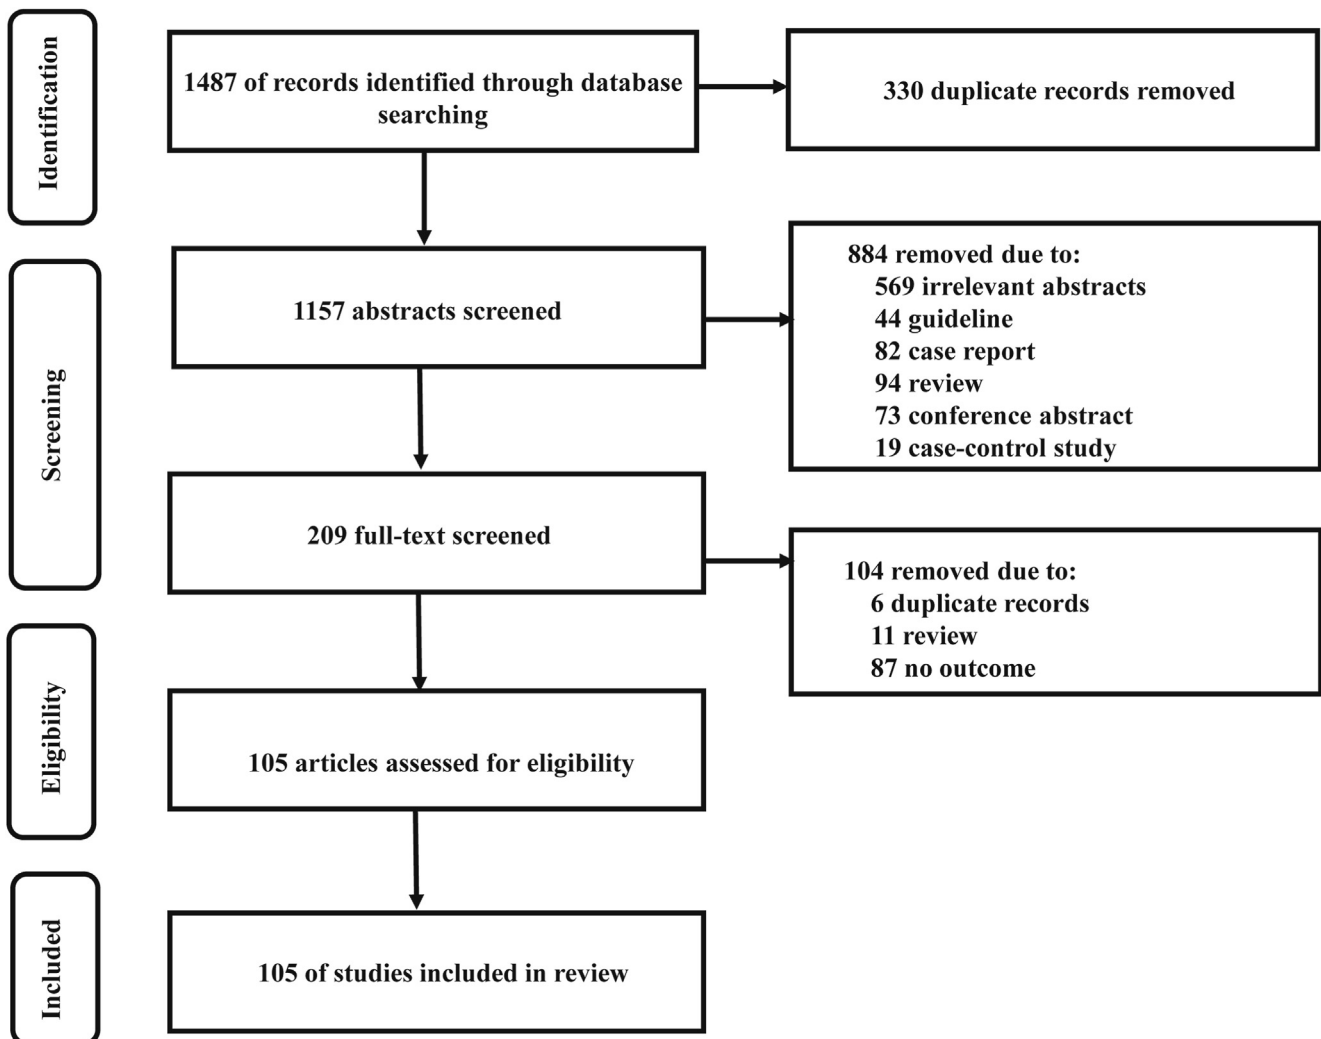 Identification
1487 of records identified through database
searching
330 duplicate records removed
Screening
1157 abstracts screened
884 removed due to:
569 irrelevant abstracts
44 guideline
82 case report
94 review
73 conference abstract
19 case-control study
209 full-text screened
104 removed due to:
6 duplicate records
11 review
87 no outcome
Eligibility
105 articles assessed for eligibility
Included
105 of studies included in review